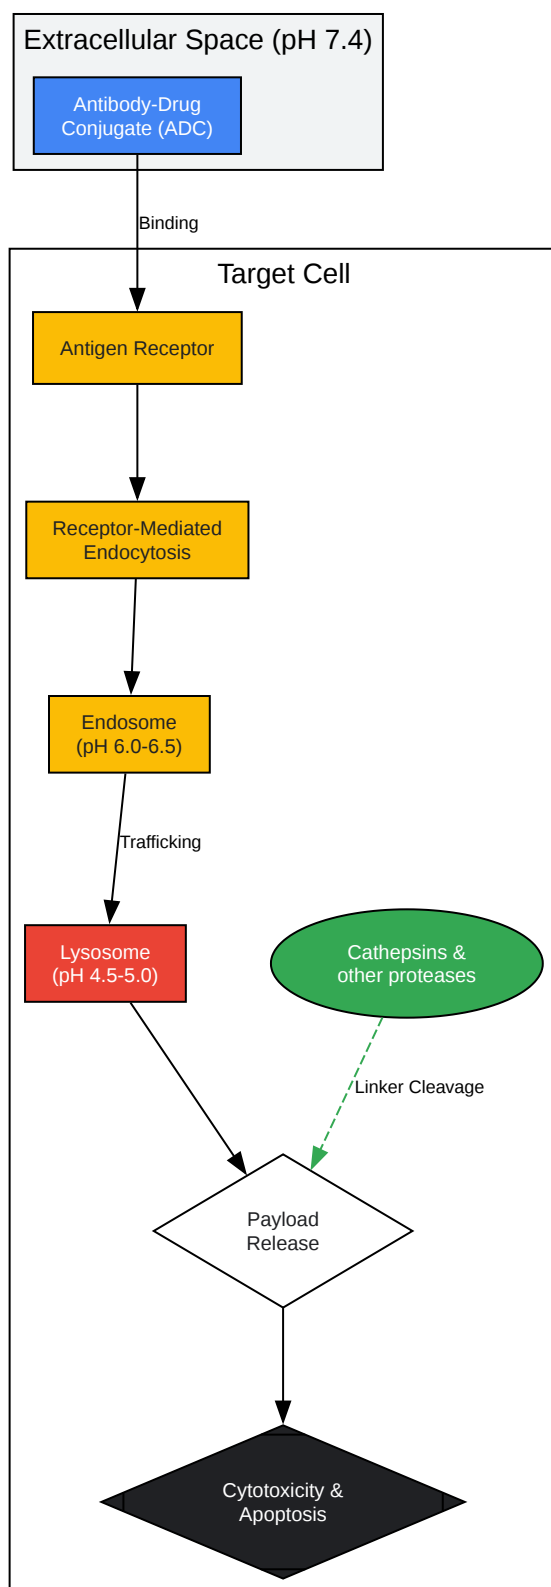 Extracellular Space (pH 7.4)
Antibody-Drug
Conjugate (ADC)
Binding
Target Cell
Antigen Receptor
Receptor-Mediated
Endocytosis
Endosome
(pH 6.0-6.5)
Trafficking
Lysosome
(pH 4.5-5.0)
Cathepsins &
other proteases
Linker Cleavage
Payload
Release
Cytotoxicity &
Apoptosis